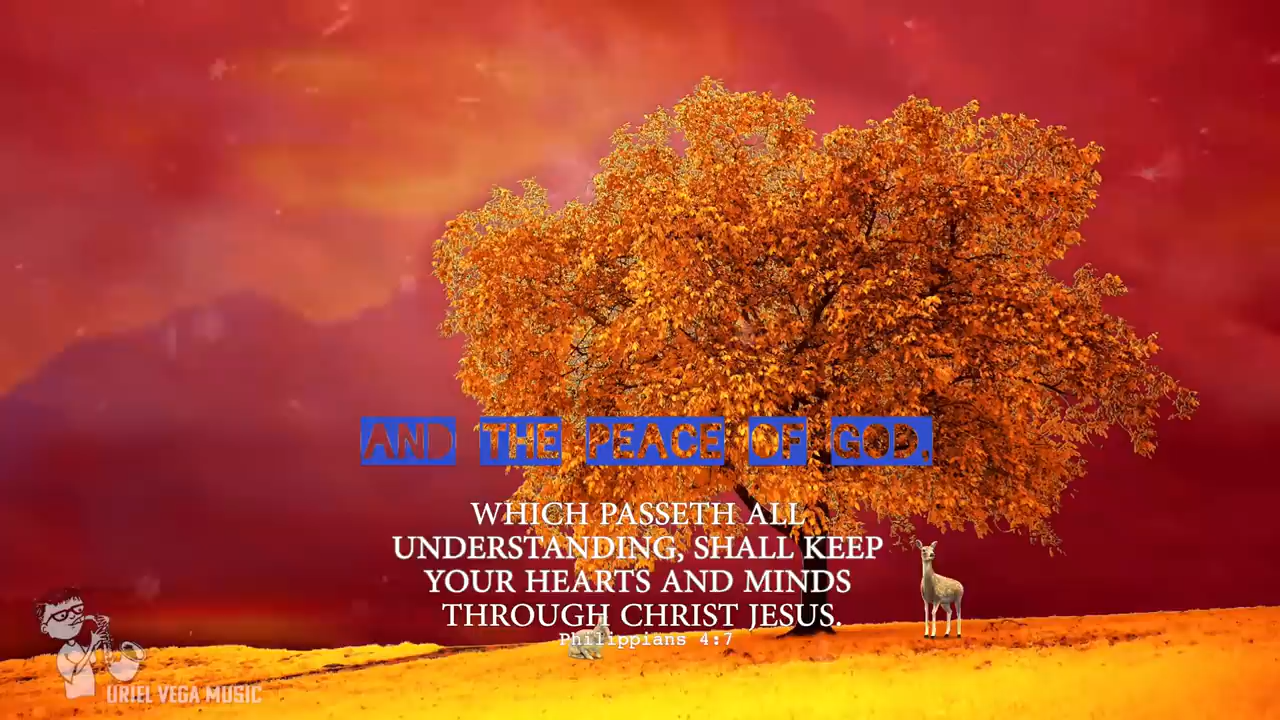 AND THE PEACE OF GOD,
WHICH PASSETH ALL
UNDERSTANDING, SHALL KEEP
YOUR HEARTS AND MINDS
THROUGH CHRIST JESUS.
Philippians 4:7
URIEL VEGA MUSIC